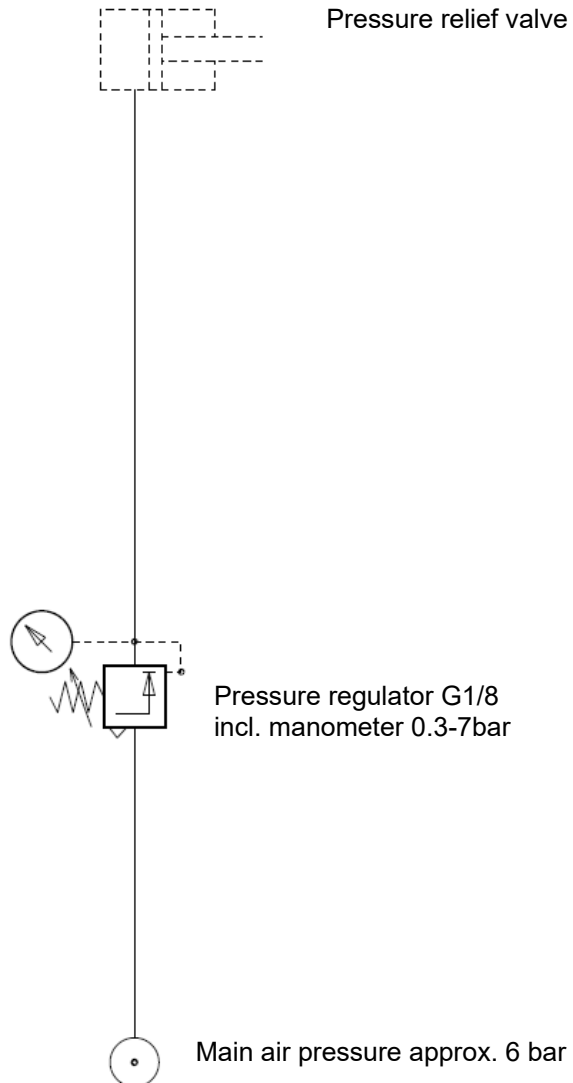 Pressure relief valve
Pressure regulator G1/8
incl. manometer 0.3-7bar
Main air pressure approx. 6 bar